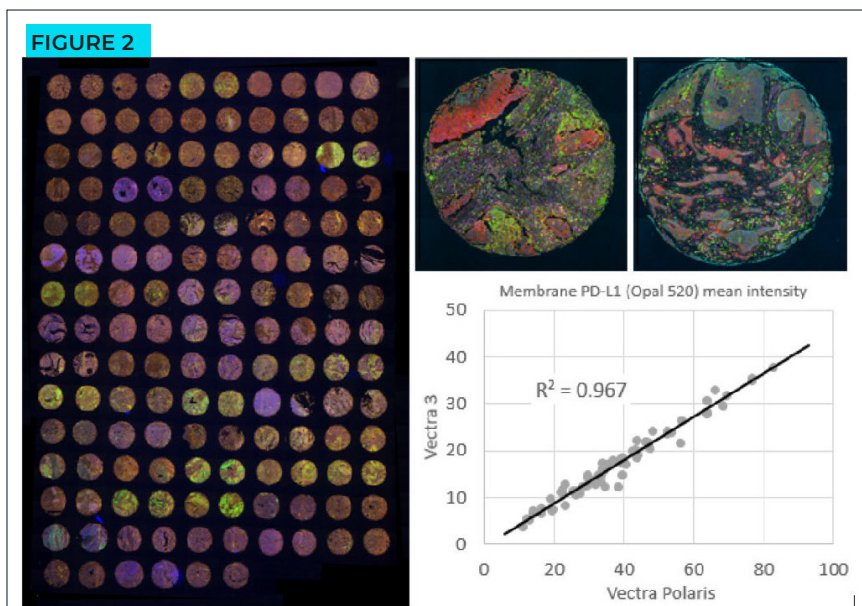 FIGURE 2
Membrane PD-L1 (Opal 520) mean intensity
50
40
30
20
10
0
R² = 0.967
Vectra 3
0 20 40 60 80 100
Vectra Polaris